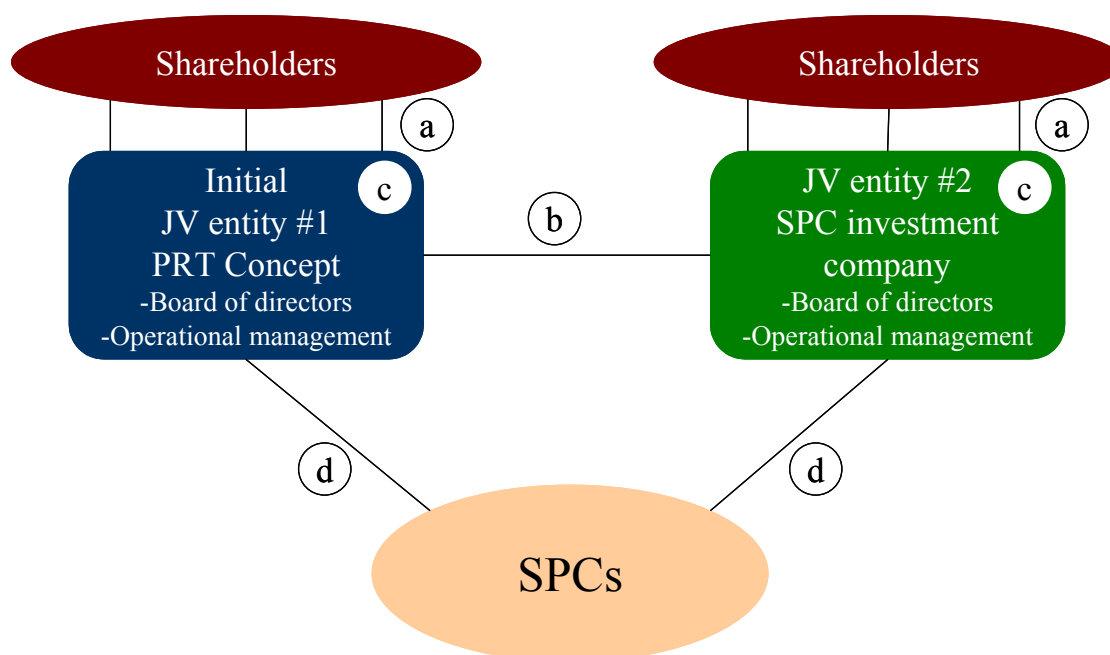 Shareholders
Shareholders
a
a
Initial
JV entity #1
PRT Concept
-Board of directors
-Operational management
c
b
JV entity #2
SPC investment
company
-Board of directors
-Operational management
c
d
d
SPCs